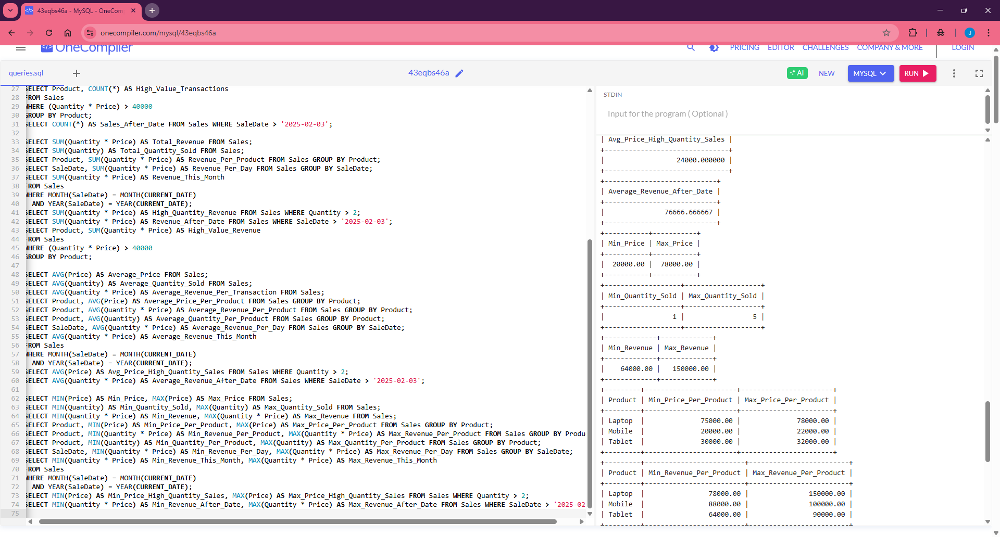 43eqbs46a - MySQL - OneCom
onecompiler.com/mysql/43eqbs46a
J
OneCompiler
PRICING EDITOR CHALLENGES COMPANY & MORE LOGIN
queries.sql
43eqbs46a
AI NEW MYSQL RUN
27 SELECT Product, COUNT(*) AS High_Value_Transactions
28 FROM Sales
29 WHERE (Quantity * Price) > 40000
30 GROUP BY Product;
31 SELECT COUNT(*) AS Sales_After_Date FROM Sales WHERE SaleDate > '2025-02-03';
32
33 SELECT SUM(Quantity * Price) AS Total_Revenue FROM Sales;
34 SELECT SUM(Quantity) AS Total_Quantity_Sold FROM Sales;
35 SELECT Product, SUM(Quantity * Price) AS Revenue_Per_Product FROM Sales GROUP BY Product;
36 SELECT SaleDate, SUM(Quantity * Price) AS Revenue_Per_Day FROM Sales GROUP BY SaleDate;
37 SELECT SUM(Quantity * Price) AS Revenue_This_Month
38 FROM Sales
39 WHERE MONTH(SaleDate) = MONTH(CURRENT_DATE)
40 AND YEAR(SaleDate) = YEAR(CURRENT_DATE);
41 SELECT SUM(Quantity * Price) AS High_Quantity_Revenue FROM Sales WHERE Quantity > 2;
42 SELECT SUM(Quantity * Price) AS Revenue_After_Date FROM Sales WHERE SaleDate > '2025-02-03';
43 SELECT Product, SUM(Quantity * Price) AS High_Value_Revenue
44 FROM Sales
45 WHERE (Quantity * Price) > 40000
46 GROUP BY Product;
47
48 SELECT AVG(Price) AS Average_Price FROM Sales;
49 SELECT AVG(Quantity) AS Average_Quantity_Sold FROM Sales;
50 SELECT AVG(Quantity * Price) AS Average_Revenue_Per_Transaction FROM Sales;
51 SELECT Product, AVG(Price) AS Average_Price_Per_Product FROM Sales GROUP BY Product;
52 SELECT Product, AVG(Quantity * Price) AS Average_Revenue_Per_Product FROM Sales GROUP BY Product;
53 SELECT Product, AVG(Quantity) AS Average_Quantity_Per_Product FROM Sales GROUP BY Product;
54 SELECT SaleDate, AVG(Quantity * Price) AS Average_Revenue_Per_Day FROM Sales GROUP BY SaleDate;
55 SELECT AVG(Quantity * Price) AS Average_Revenue_This_Month
56 FROM Sales
57 WHERE MONTH(SaleDate) = MONTH(CURRENT_DATE)
58 AND YEAR(SaleDate) = YEAR(CURRENT_DATE);
59 SELECT AVG(Price) AS Avg_Price_High_Quantity_Sales FROM Sales WHERE Quantity > 2;
60 SELECT AVG(Quantity * Price) AS Average_Revenue_After_Date FROM Sales WHERE SaleDate > '2025-02-03';
61
62 SELECT MIN(Price) AS Min_Price, MAX(Price) AS Max_Price FROM Sales;
63 SELECT MIN(Quantity) AS Min_Quantity_Sold, MAX(Quantity) AS Max_Quantity_Sold FROM Sales;
64 SELECT MIN(Quantity * Price) AS Min_Revenue, MAX(Quantity * Price) AS Max_Revenue FROM Sales;
65 SELECT Product, MIN(Price) AS Min_Price_Per_Product, MAX(Price) AS Max_Price_Per_Product FROM Sales GROUP BY Product;
66 SELECT Product, MIN(Quantity * Price) AS Min_Revenue_Per_Product, MAX(Quantity * Price) AS Max_Revenue_Per_Product FROM Sales GROUP BY Produ
67 SELECT Product, MIN(Quantity) AS Min_Quantity_Per_Product, MAX(Quantity) AS Max_Quantity_Per_Product FROM Sales GROUP BY Product;
68 SELECT SaleDate, MIN(Quantity * Price) AS Min_Revenue_Per_Day, MAX(Quantity * Price) AS Max_Revenue_Per_Day FROM Sales GROUP BY SaleDate;
69 SELECT MIN(Quantity * Price) AS Min_Revenue_This_Month, MAX(Quantity * Price) AS Max_Revenue_This_Month
70 FROM Sales
71 WHERE MONTH(SaleDate) = MONTH(CURRENT_DATE)
72 AND YEAR(SaleDate) = YEAR(CURRENT_DATE);
73 SELECT MIN(Price) AS Min_Price_High_Quantity_Sales, MAX(Price) AS Max_Price_High_Quantity_Sales FROM Sales WHERE Quantity > 2;
74 SELECT MIN(Quantity * Price) AS Min_Revenue_After_Date, MAX(Quantity * Price) AS Max_Revenue_After_Date FROM Sales WHERE SaleDate > '2025-02
75
STDIN
Input for the program ( Optional )
| Avg_Price_High_Quantity_Sales |
+-------------------------------+
| 24000.000000 |
+-------------------------------+
+----------------------------+
| Average_Revenue_After_Date |
+----------------------------+
| 76666.666667 |
+----------------------------+
+-----------+-----------+
| Min_Price | Max_Price |
+-----------+-----------+
| 20000.00 | 78000.00 |
+-----------+-----------+
+-------------------+-------------------+
| Min_Quantity_Sold | Max_Quantity_Sold |
+-------------------+-------------------+
| 1 | 5 |
+-------------------+-------------------+
+-------------+-------------+
| Min_Revenue | Max_Revenue |
+-------------+-------------+
| 64000.00 | 150000.00 |
+-------------+-------------+
+---------+-----------------------+-----------------------+
| Product | Min_Price_Per_Product | Max_Price_Per_Product |
+---------+-----------------------+-----------------------+
| Laptop | 75000.00 | 78000.00 |
| Mobile | 20000.00 | 22000.00 |
| Tablet | 30000.00 | 32000.00 |
+---------+-----------------------+-----------------------+
+---------+-------------------------+-------------------------+
| Product | Min_Revenue_Per_Product | Max_Revenue_Per_Product |
+---------+-------------------------+-------------------------+
| Laptop | 78000.00 | 150000.00 |
| Mobile | 88000.00 | 100000.00 |
| Tablet | 64000.00 | 90000.00 |
+---------+-------------------------+-------------------------+